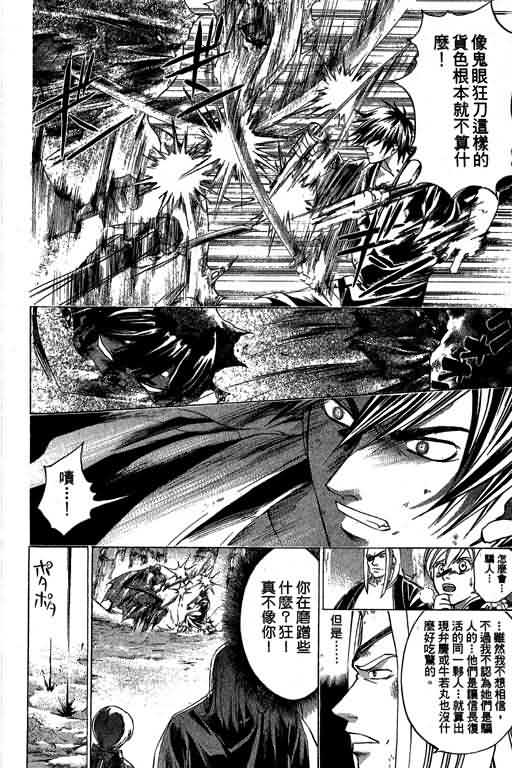 像鬼眼狂刀這樣的
貨色根本就不算什
麼！
嘖…！
怎麼會…
騙人！
…雖然我不想相信，
不過我不認為她們是騙
人的…他們是讓信長復
活的同一夥人…就算出
現弁慶或牛若丸也沒什
麼好吃驚的。
但是…
你在磨蹭些
什麼？狂！
真不像你！
ポタ
ポタ